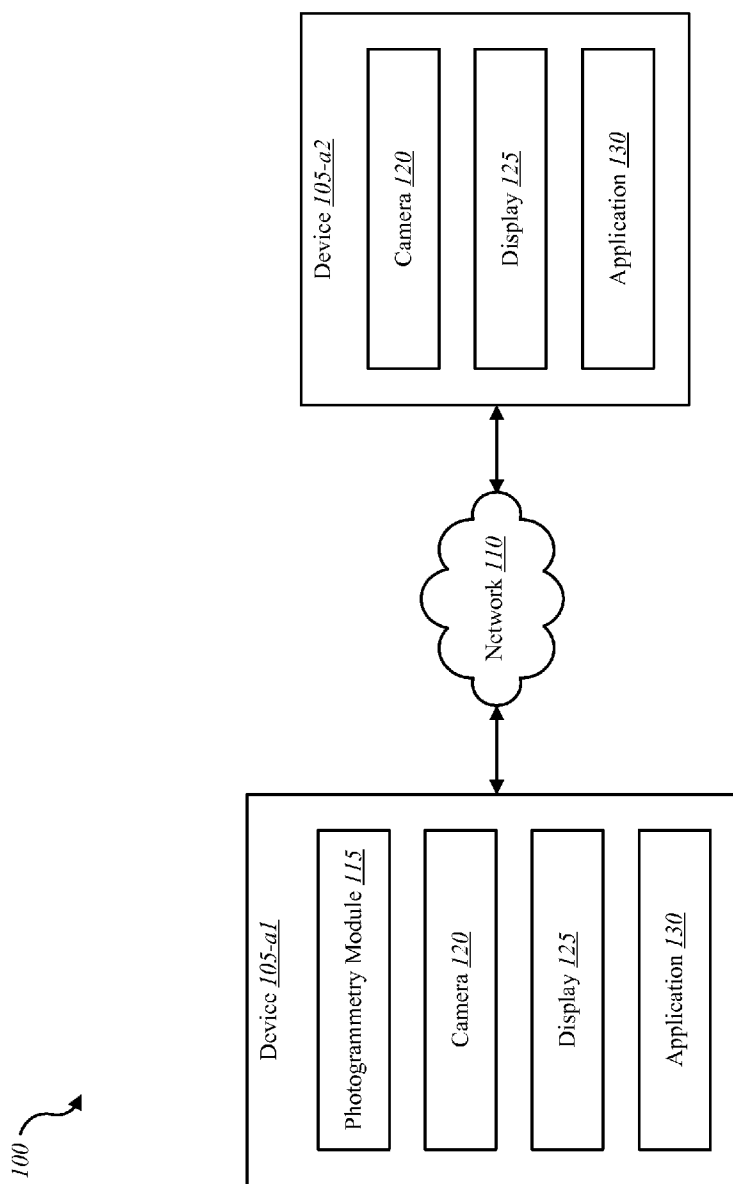 100
Device 105-a1
Photogrammetry Module 115
Camera 120
Display 125
Application 130
Network 110
Device 105-a2
Camera 120
Display 125
Application 130